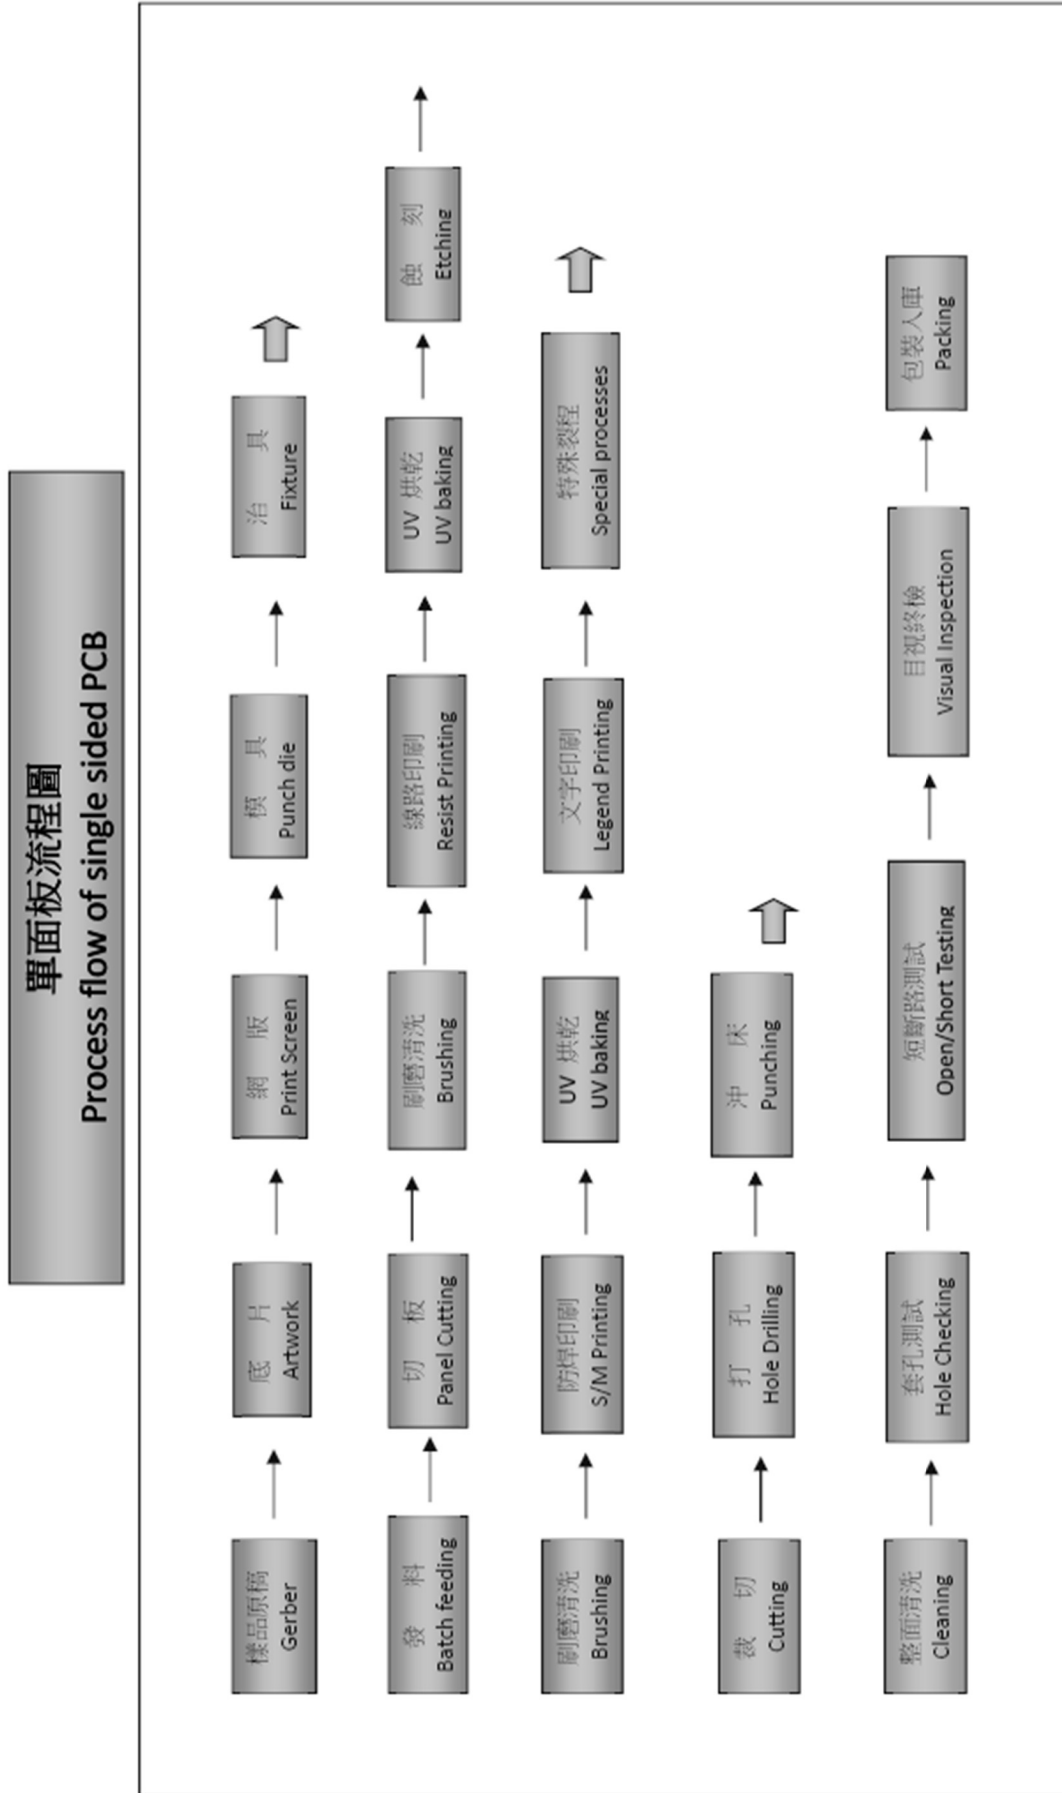 單面板流程圖
Process flow of single sided PCB
樣品原稿
Gerber
底 片
Artwork
網 版
Print Screen
模 具
Punch die
治 具
Fixture
發 料
Batch feeding
切 板
Panel Cutting
刷磨清洗
Brushing
線路印刷
Resist Printing
UV 烘乾
UV baking
蝕 刻
Etching
刷磨清洗
Brushing
防焊印刷
S/M Printing
UV 烘乾
UV baking
文字印刷
Legend Printing
特殊裂程
Special processes
裁 切
Cutting
打 孔
Hole Drilling
沖 床
Punching
整面清洗
Cleaning
套孔測試
Hole Checking
短斷路測試
Open/Short Testing
目視終檢
Visual Inspection
包裝人庫
Packing